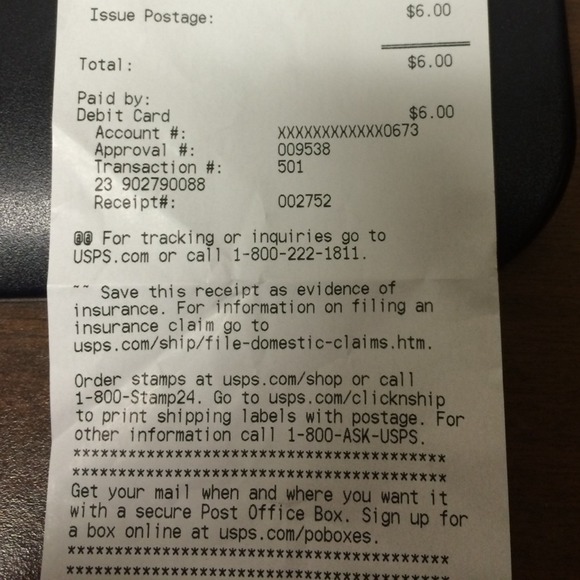 Issue Postage: $6.00
Total: $6.00
Paid by:
Debit Card $6.00
Account #: XXXXXXXXXXXX0673
Approval #: 009538
Transaction #: 501
23 902790088
Receipt#: 002752
@@ For tracking or inquiries go to
USPS.com or call 1-800-222-1811.
~~ Save this receipt as evidence of
insurance. For information on filing an
insurance claim go to
usps.com/ship/file-domestic-claims.htm.
Order stamps at usps.com/shop or call
1-800-Stamp24. Go to usps.com/clicknship
to print shipping labels with postage. For
other information call 1-800-ASK-USPS.
****************************************
****************************************
Get your mail when and where you want it
with a secure Post Office Box. Sign up for
a box online at usps.com/poboxes.
****************************************
****************************************